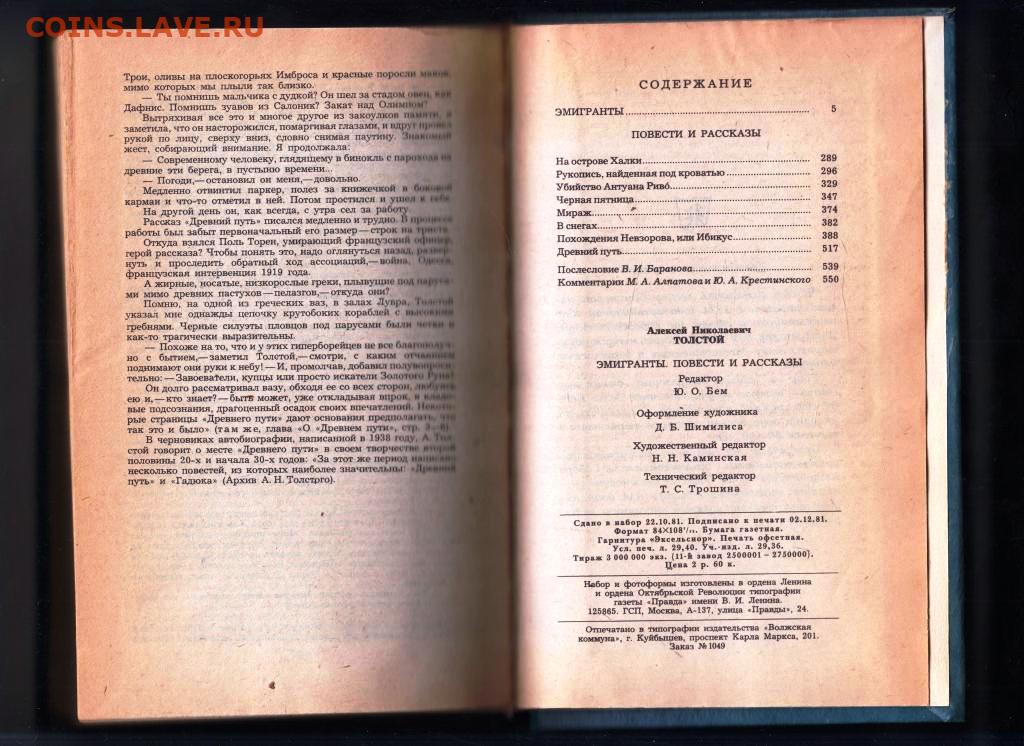 COINS.LAVE.RU
Трои, оливы на плоскогорьях Имброса и красные поросли маков,
мимо которых мы плыли так близко.
— Ты помнишь мальчика с дудкой? Он шел за стадом овец, как
Дафнис. Помнишь зуавов из Салоник? Закат над Олимпом?
Вытряхивая все это и многое другое из закоулков памяти, я
заметила, что он насторожился, помаргивая глазами, и вдруг провел
рукой по лицу, сверху вниз, словно снимая паутину. Знакомый
жест, собирающий внимание. Я продолжала:
— Современному человеку, глядящему в бинокль с парохода на
древние эти берега, в пустыню времени...
— Погоди,— остановил он меня,— довольно.
Медленно отвинтил паркер, полез за книжечкой в боковой
карман и что-то отметил в ней. Потом простился и ушел к себе.
На другой день он, как всегда, с утра сел за работу.
Рассказ «Древний путь» писался медленно и трудно. В процессе
работы был забыт первоначальный его размер — строк на триста.
Откуда взялся Поль Торен, умирающий французский офицер,
герой рассказа? Чтобы понять это, надо оглянуться назад, развер-
нуть и проследить обратный ход ассоциаций,— война, Одесса,
французская интервенция 1919 года.
А жирные, носатые, низкорослые греки, плывущие под пару-
сами мимо древних пастухов — пелазгов,— откуда они?
Помню, на одной из греческих ваз, в залах Лувра, Толстой
указал мне однажды цепочку крутобоких кораблей с высокими
гребнями. Черные силуэты пловцов под парусами были четки и
как-то трагически выразительны.
— Похоже на то, что и у этих гиперборейцев не все благополуч-
но с бытием,— заметил Толстой,— смотри, с каким отчаянием
поднимают они руки к небу! — И, промолчав, добавил полувопроси-
тельно: — Завоеватели, купцы или просто искатели Золотого Руна?
Он долго рассматривал вазу, обходя ее со всех сторон, любуясь
ею и,— кто знает? — быть может, уже откладывая впрок, в кладо-
вые подсознания, драгоценный осадок своих впечатлений. Некото-
рые страницы «Древнего пути» дают основания предполагать, что
так это и было» (там же, глава «О «Древнем пути», стр. 3—6).
В черновиках автобиографии, написанной в 1938 году, А. Тол-
стой говорит о месте «Древнего пути» в своем творчестве второй
половины 20-х и начала 30-х годов: «За этот же период написано
несколько повестей, из которых наиболее значительны: «Древний
путь» и «Гадюка» (Архив А. Н. Толстого).
СОДЕРЖАНИЕ
ЭМИГРАНТЫ 5
ПОВЕСТИ И РАССКАЗЫ
На острове Халки 289
Рукопись, найденная под кроватью 296
Убийство Антуана Риво 329
Черная пятница 347
Мираж 374
В снегах 382
Похождения Невзорова, или Ибикус 388
Древний путь 517
Послесловие В. И. Баранова 539
Комментарии М. А. Алпатова и Ю. А. Крестинского 550
Алексей Николаевич
ТОЛСТОЙ
ЭМИГРАНТЫ. ПОВЕСТИ И РАССКАЗЫ
Редактор
Ю. О. Бем
Оформление художника
Д. Б. Шимилиса
Художественный редактор
Н. Н. Каминская
Технический редактор
Т. С. Трошина
Сдано в набор 22.10.81. Подписано к печати 02.12.81.
Формат 84×108¹/₃₂. Бумага газетная.
Гарнитура «Эксельсиор». Печать офсетная.
Усл. печ. л. 29,40. Уч.-изд. л. 29,36.
Тираж 3 000 000 экз. (11-й завод 2500001 – 2750000).
Цена 2 р. 60 к.
Набор и фотоформы изготовлены в ордена Ленина
и ордена Октябрьской Революции типографии
газеты «Правда» имени В. И. Ленина.
125865. ГСП, Москва, А-137, улица «Правды», 24.
Отпечатано в типографии издательства «Волжская
коммуна», г. Куйбышев, проспект Карла Маркса, 201.
Заказ № 1049